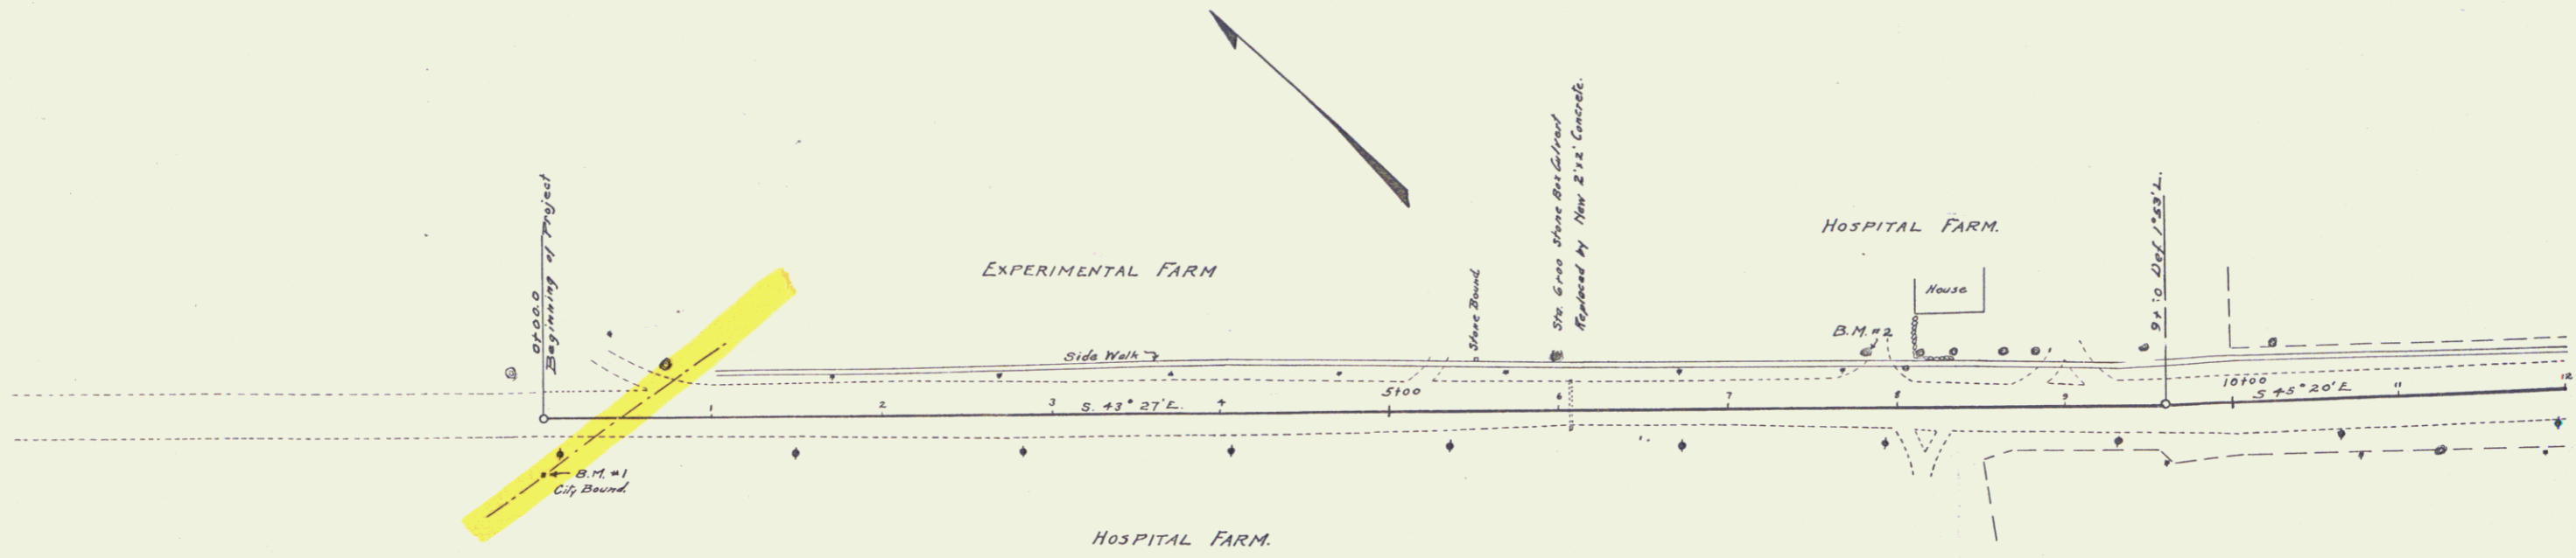 0+00.0
Beginning of Project
B.M. #1
City Bound.
EXPERIMENTAL FARM
Side Walk
1
2
3
S. 43° 27' E.
4
5+00
Stone Bound
Sta. 6+00 Stone Box Culvert
Replaced by New 2'x2' Concrete.
6
7
8
9
HOSPITAL FARM.
House
B.M. #2
Def. 1° 53' L.
10+00
S 45° 20' E
11
12
HOSPITAL FARM.